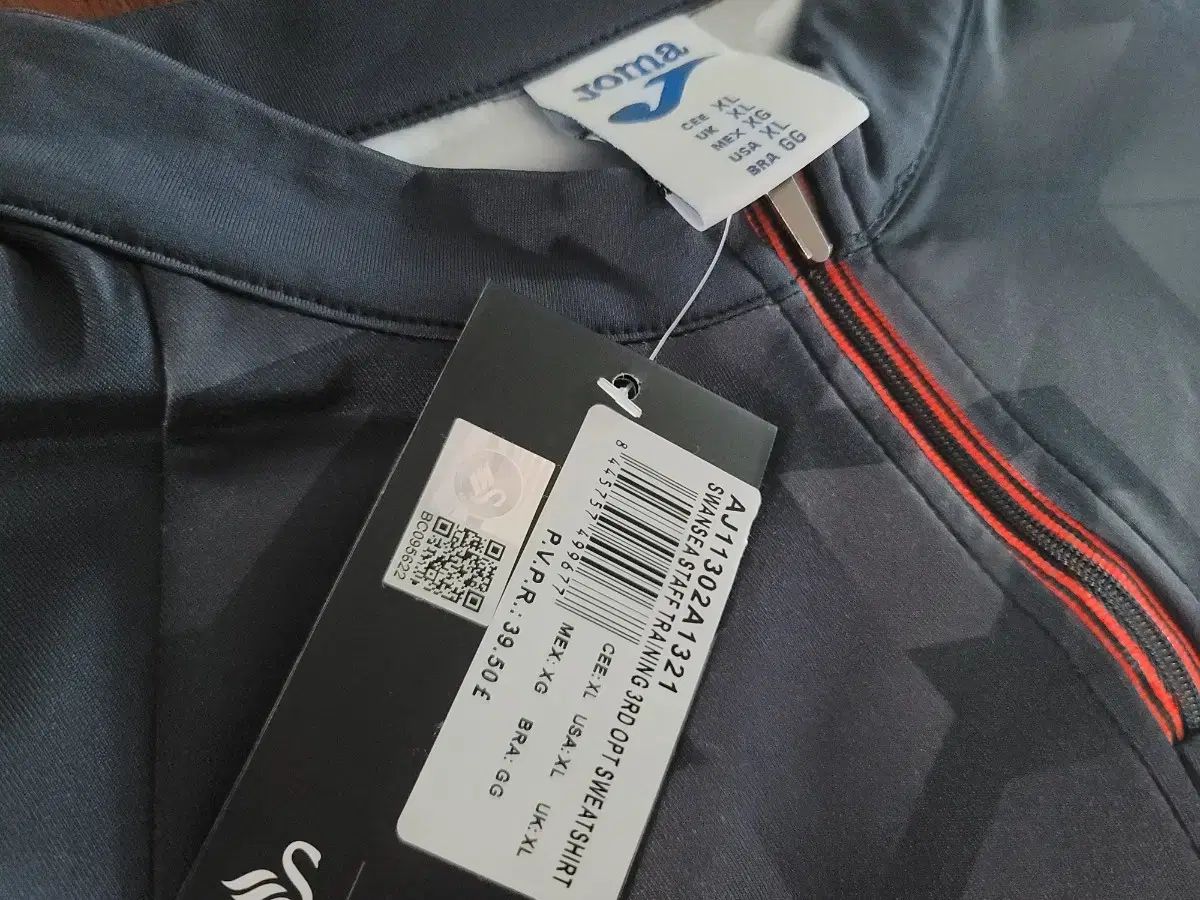 Joma
CEE XL
UK XL
MEX XG
USA XL
BRA GG
BC095622
AJ11302A1321
SWANSEA STAFF TRAINING 3RD OPT SWEATSHIRT
8 445757 499677
CEE:XL USA:XL UK:XL
MEX:XG BRA:GG
P.V.P.R.:39.50£